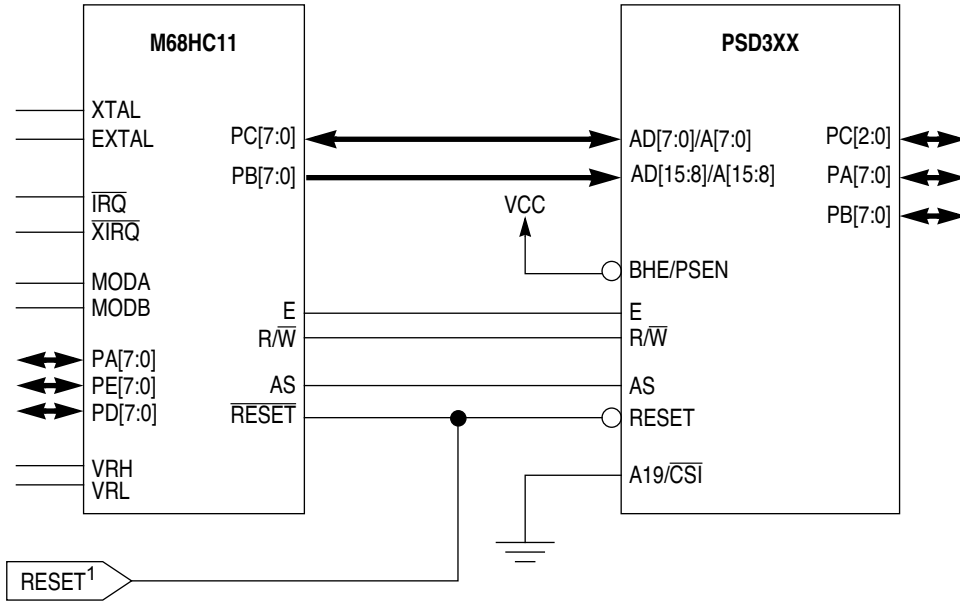 M68HC11
XTAL
EXTAL
IRQ
XIRQ
MODA
MODB
PA[7:0]
PE[7:0]
PD[7:0]
VRH
VRL
PC[7:0]
PB[7:0]
E
R/W
AS
RESET
VCC
PSD3XX
AD[7:0]/A[7:0]
AD[15:8]/A[15:8]
BHE/PSEN
E
R/W
AS
RESET
A19/CSI
PC[2:0]
PA[7:0]
PB[7:0]
RESET¹